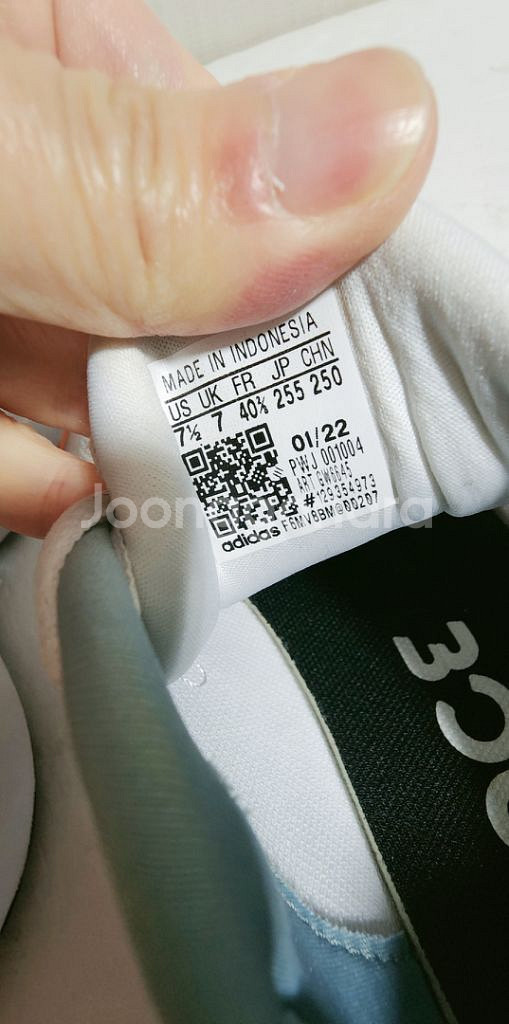 MADE IN INDONESIA
US UK FR JP CHN
7½ 7 40⅔ 255 250
01/22
PWJ 001004
ART GW8645
#29354973
adidas F6MV8BM@00207